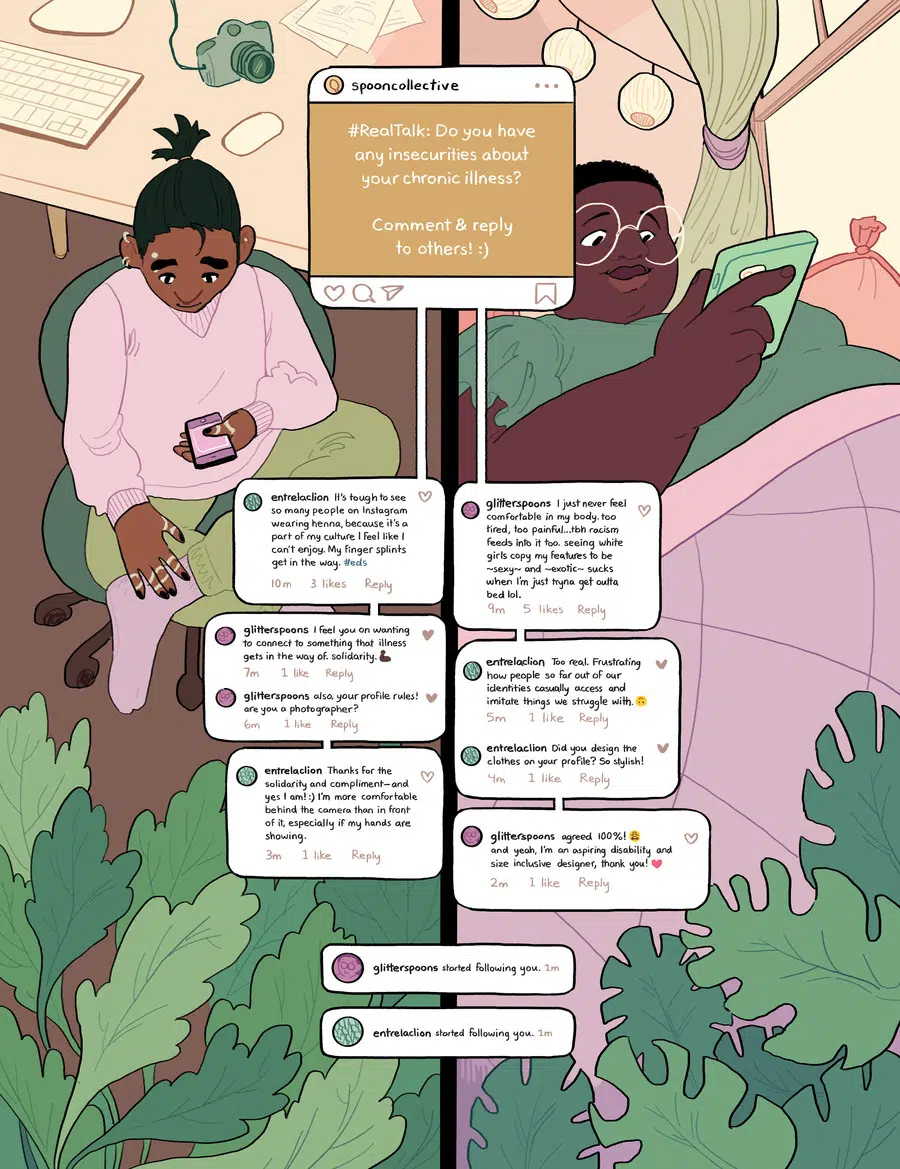 spooncollective
#RealTalk: Do you have
any insecurities about
your chronic illness?
Comment & reply
to others! :)
entrelaclion It's tough to see
so many people on Instagram
wearing henna, because it's a
part of my culture I feel like I
can't enjoy. My finger splints
get in the way. #eds
10m 3 likes Reply
glitterspoons I feel you on wanting
to connect to something that illness
gets in the way of. solidarity. 💪🏿
7m 1 like Reply
glitterspoons also, your profile rules!
are you a photographer?
6m 1 like Reply
entrelaclion Thanks for the
solidarity and compliment—and
yes I am! :) I'm more comfortable
behind the camera than in front
of it, especially if my hands are
showing.
3m 1 like Reply
glitterspoons I just never feel
comfortable in my body. too
tired, too painful...tbh racism
feeds into it too. seeing white
girls copy my features to be
~sexy~ and ~exotic~ sucks
when I'm just tryna get outta
bed lol.
9m 5 likes Reply
entrelaclion Too real. Frustrating
how people so far out of our
identities casually access and
imitate things we struggle with. 🙃
5m 1 like Reply
entrelaclion Did you design the
clothes on your profile? So stylish!
4m 1 like Reply
glitterspoons agreed 100%! 😩
and yeah, I'm an aspiring disability and
size inclusive designer, thank you! ❤️
2m 1 like Reply
glitterspoons started following you. 1m
entrelaclion started following you. 1m